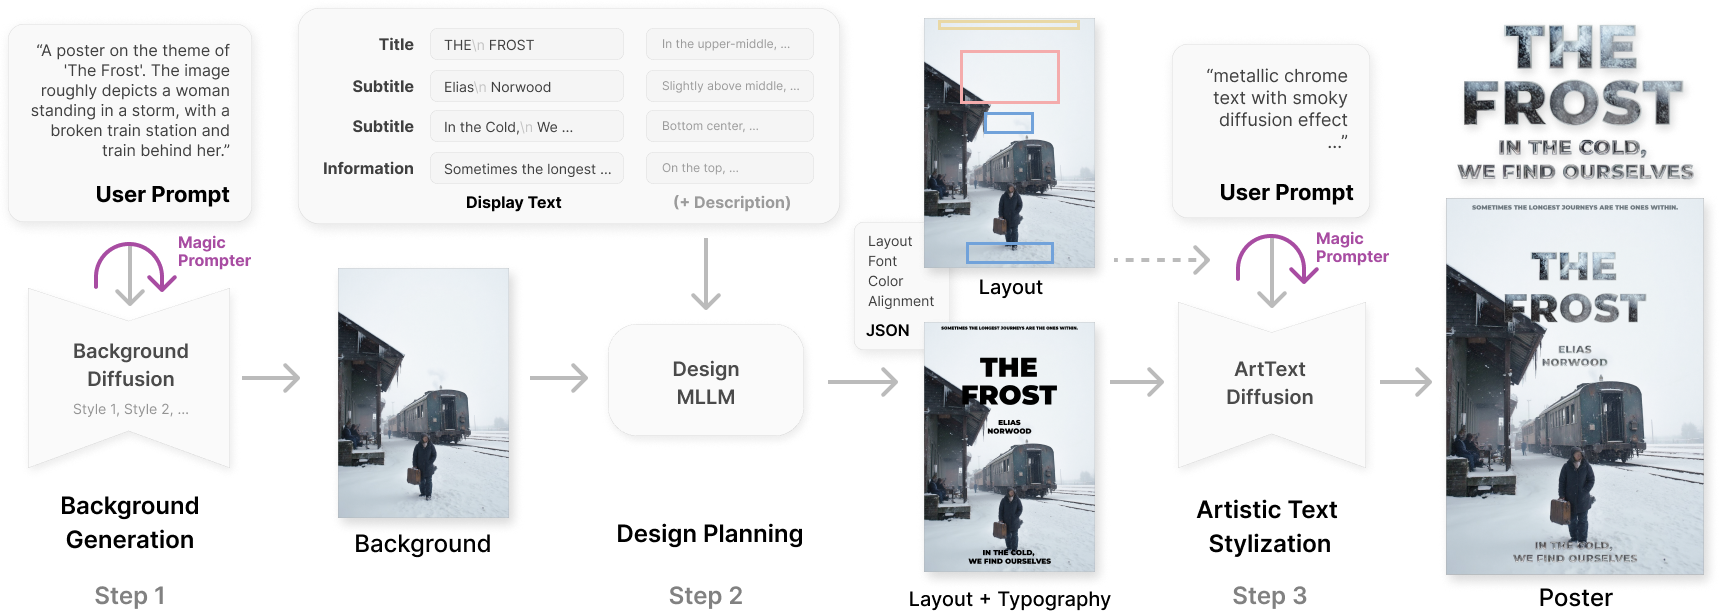 “A poster on the theme of
'The Frost'. The image
roughly depicts a woman
standing in a storm, with a
broken train station and
train behind her.”
User Prompt
Magic
Prompter
Background
Diffusion
Style 1, Style 2, ...
Background
Generation
Step 1
Title
THE\n FROST
In the upper-middle, ...
Subtitle
Elias\n Norwood
Slightly above middle, ...
Subtitle
In the Cold,\n We ...
Bottom center, ...
Information
Sometimes the longest ...
On the top, ...
Display Text
(+ Description)
Background
Design
MLLM
Design Planning
Step 2
Layout
Font
Color
Alignment
JSON
Layout
SOMETIMES THE LONGEST JOURNEYS ARE THE ONES WITHIN.
THE
FROST
ELIAS
NORWOOD
IN THE COLD,
WE FIND OURSELVES
Layout + Typography
“metallic chrome
text with smoky
diffusion effect
...”
User Prompt
Magic
Prompter
ArtText
Diffusion
Artistic Text
Stylization
Step 3
THE
FROST
IN THE COLD,
WE FIND OURSELVES
SOMETIMES THE LONGEST JOURNEYS ARE THE ONES WITHIN.
THE
FROST
ELIAS
NORWOOD
IN THE COLD,
WE FIND OURSELVES
Poster